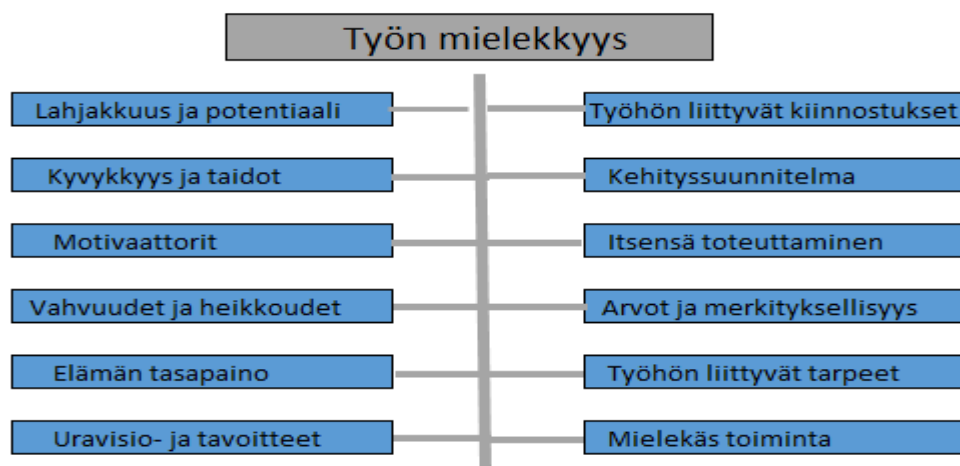 Työn mielekkyys
Lahjakkuus ja potentiaali
Työhön liittyvät kiinnostukset
Kyvykkyys ja taidot
Kehityssuunnitelma
Motivaattorit
Itsensä toteuttaminen
Vahvuudet ja heikkoudet
Arvot ja merkityksellisyys
Elämän tasapaino
Työhön liittyvät tarpeet
Uravisio- ja tavoitteet
Mielekäs toiminta